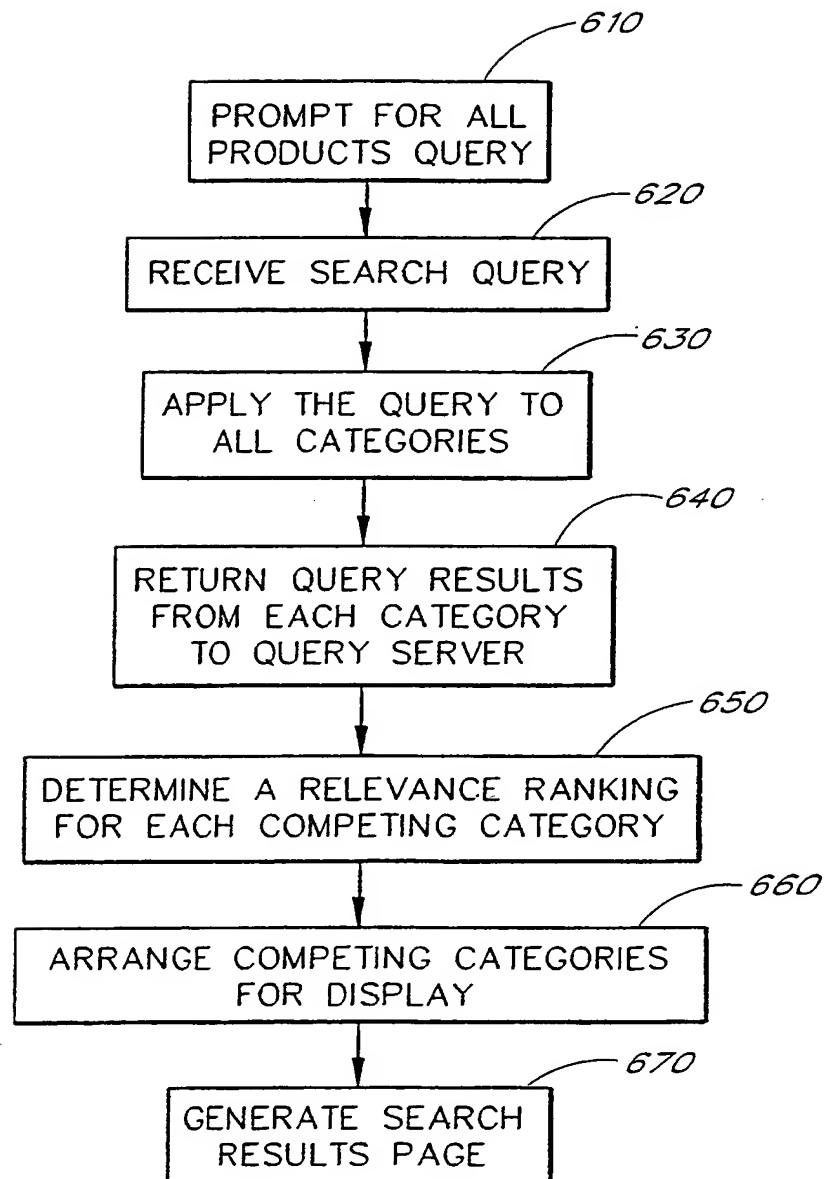 610
PROMPT FOR ALL
PRODUCTS QUERY
620
RECEIVE SEARCH QUERY
630
APPLY THE QUERY TO
ALL CATEGORIES
640
RETURN QUERY RESULTS
FROM EACH CATEGORY
TO QUERY SERVER
650
DETERMINE A RELEVANCE RANKING
FOR EACH COMPETING CATEGORY
660
ARRANGE COMPETING CATEGORIES
FOR DISPLAY
670
GENERATE SEARCH
RESULTS PAGE